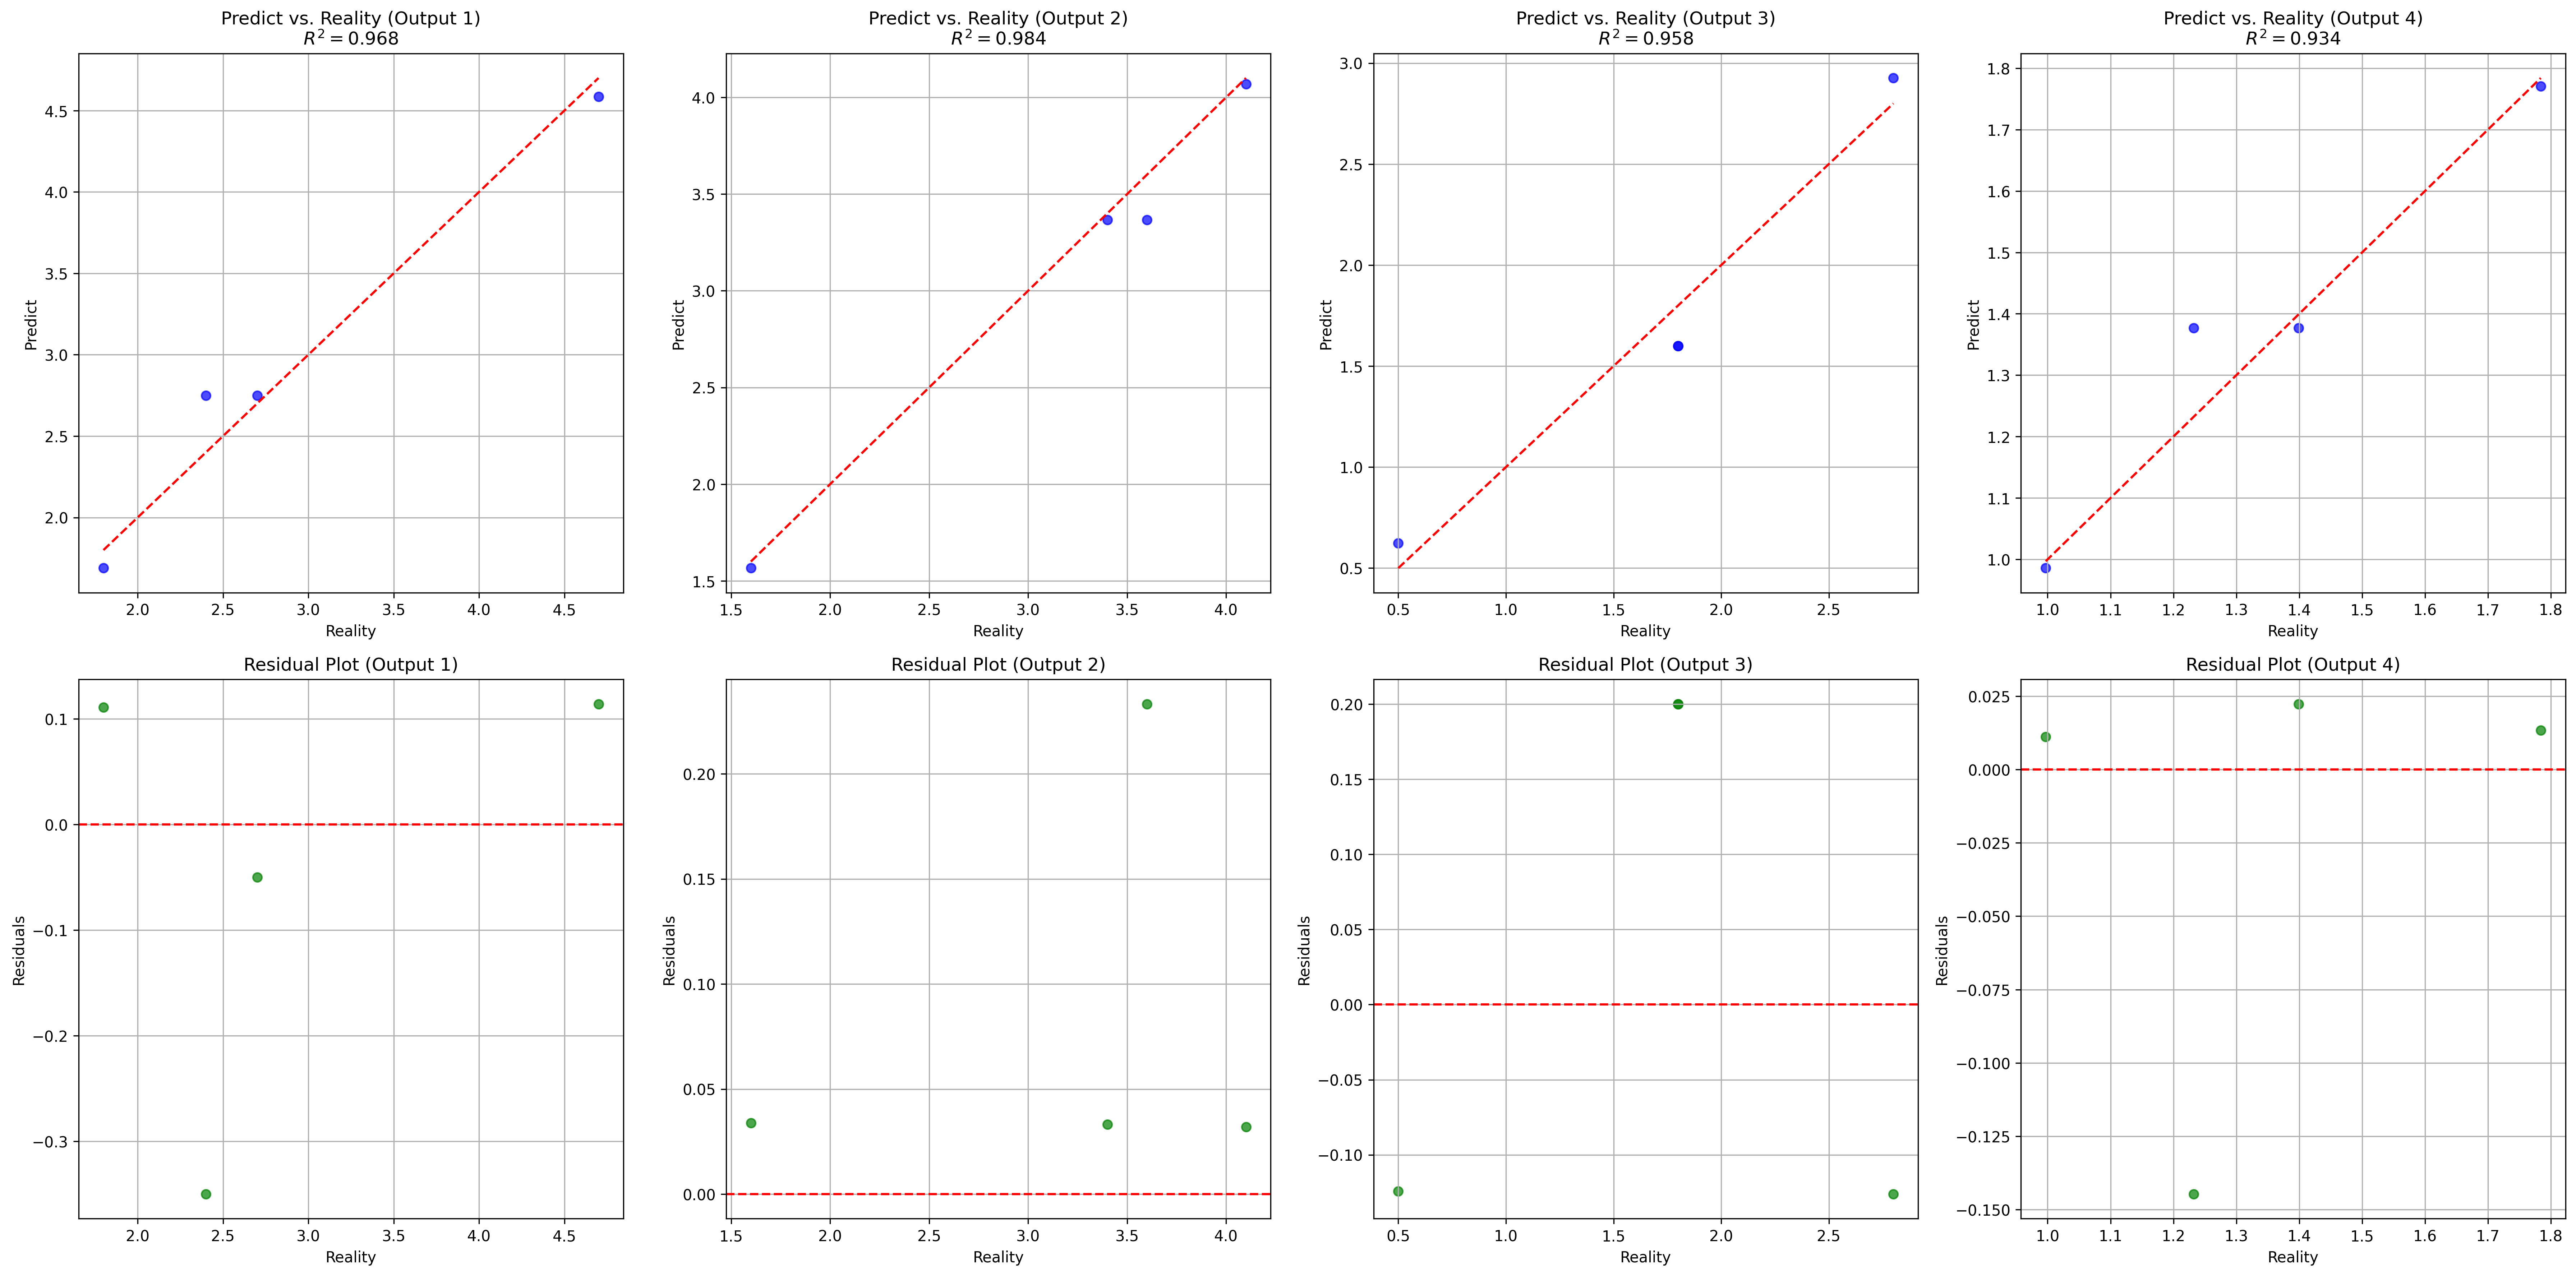 Predict vs. Reality (Output 1)
R² = 0.968
4.5
4.0
3.5
3.0
2.5
2.0
Predict
2.0 2.5 3.0 3.5 4.0 4.5
Reality
Predict vs. Reality (Output 2)
R² = 0.984
4.0
3.5
3.0
2.5
2.0
1.5
Predict
1.5 2.0 2.5 3.0 3.5 4.0
Reality
Predict vs. Reality (Output 3)
R² = 0.958
3.0
2.5
2.0
1.5
1.0
0.5
Predict
0.5 1.0 1.5 2.0 2.5
Reality
Predict vs. Reality (Output 4)
R² = 0.934
1.8
1.7
1.6
1.5
1.4
1.3
1.2
1.1
1.0
Predict
1.0 1.1 1.2 1.3 1.4 1.5 1.6 1.7 1.8
Reality
Residual Plot (Output 1)
0.1
0.0
−0.1
−0.2
−0.3
Residuals
2.0 2.5 3.0 3.5 4.0 4.5
Reality
Residual Plot (Output 2)
0.20
0.15
0.10
0.05
0.00
Residuals
1.5 2.0 2.5 3.0 3.5 4.0
Reality
Residual Plot (Output 3)
0.20
0.15
0.10
0.05
0.00
−0.05
−0.10
Residuals
0.5 1.0 1.5 2.0 2.5
Reality
Residual Plot (Output 4)
0.025
0.000
−0.025
−0.050
−0.075
−0.100
−0.125
−0.150
Residuals
1.0 1.1 1.2 1.3 1.4 1.5 1.6 1.7 1.8
Reality